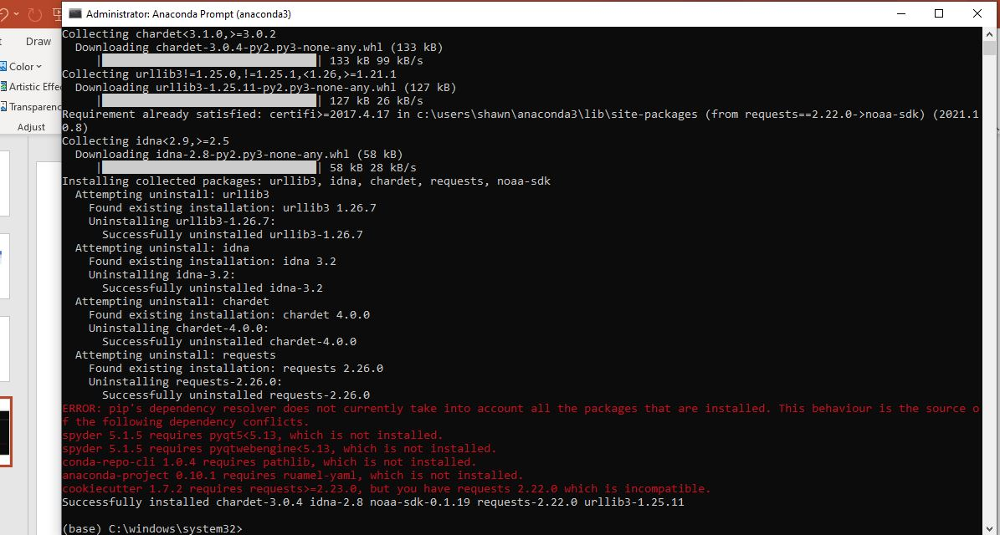 Administrator: Anaconda Prompt (anaconda3)
Draw
Color
Artistic Effe
Transparenc
Adjust
Collecting chardet<3.1.0,>=3.0.2
Downloading chardet-3.0.4-py2.py3-none-any.whl (133 kB)
| | 133 kB 99 kB/s
Collecting urllib3!=1.25.0,!=1.25.1,<1.26,>=1.21.1
Downloading urllib3-1.25.11-py2.py3-none-any.whl (127 kB)
| | 127 kB 26 kB/s
Requirement already satisfied: certifi>=2017.4.17 in c:\users\shawn\anaconda3\lib\site-packages (from requests==2.22.0->noaa-sdk) (2021.1
0.8)
Collecting idna<2.9,>=2.5
Downloading idna-2.8-py2.py3-none-any.whl (58 kB)
| | 58 kB 28 kB/s
Installing collected packages: urllib3, idna, chardet, requests, noaa-sdk
Attempting uninstall: urllib3
Found existing installation: urllib3 1.26.7
Uninstalling urllib3-1.26.7:
Successfully uninstalled urllib3-1.26.7
Attempting uninstall: idna
Found existing installation: idna 3.2
Uninstalling idna-3.2:
Successfully uninstalled idna-3.2
Attempting uninstall: chardet
Found existing installation: chardet 4.0.0
Uninstalling chardet-4.0.0:
Successfully uninstalled chardet-4.0.0
Attempting uninstall: requests
Found existing installation: requests 2.26.0
Uninstalling requests-2.26.0:
Successfully uninstalled requests-2.26.0
ERROR: pip's dependency resolver does not currently take into account all the packages that are installed. This behaviour is the source o
f the following dependency conflicts.
spyder 5.1.5 requires pyqt5<5.13, which is not installed.
spyder 5.1.5 requires pyqtwebengine<5.13, which is not installed.
conda-repo-cli 1.0.4 requires pathlib, which is not installed.
anaconda-project 0.10.1 requires ruamel-yaml, which is not installed.
cookiecutter 1.7.2 requires requests>=2.23.0, but you have requests 2.22.0 which is incompatible.
Successfully installed chardet-3.0.4 idna-2.8 noaa-sdk-0.1.19 requests-2.22.0 urllib3-1.25.11
(base) C:\windows\system32>